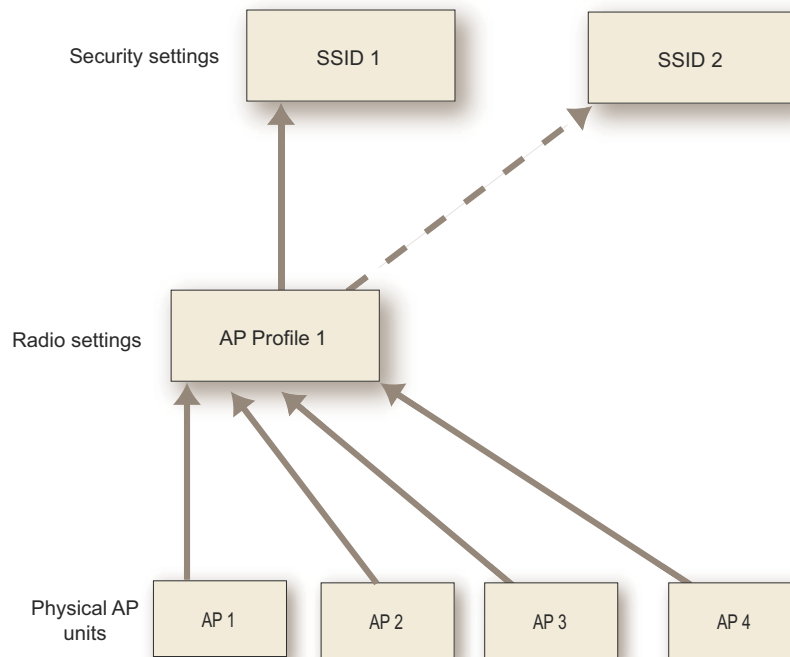 Security settings
SSID 1
SSID 2
Radio settings
AP Profile 1
Physical AP
units
AP 1
AP 2
AP 3
AP 4